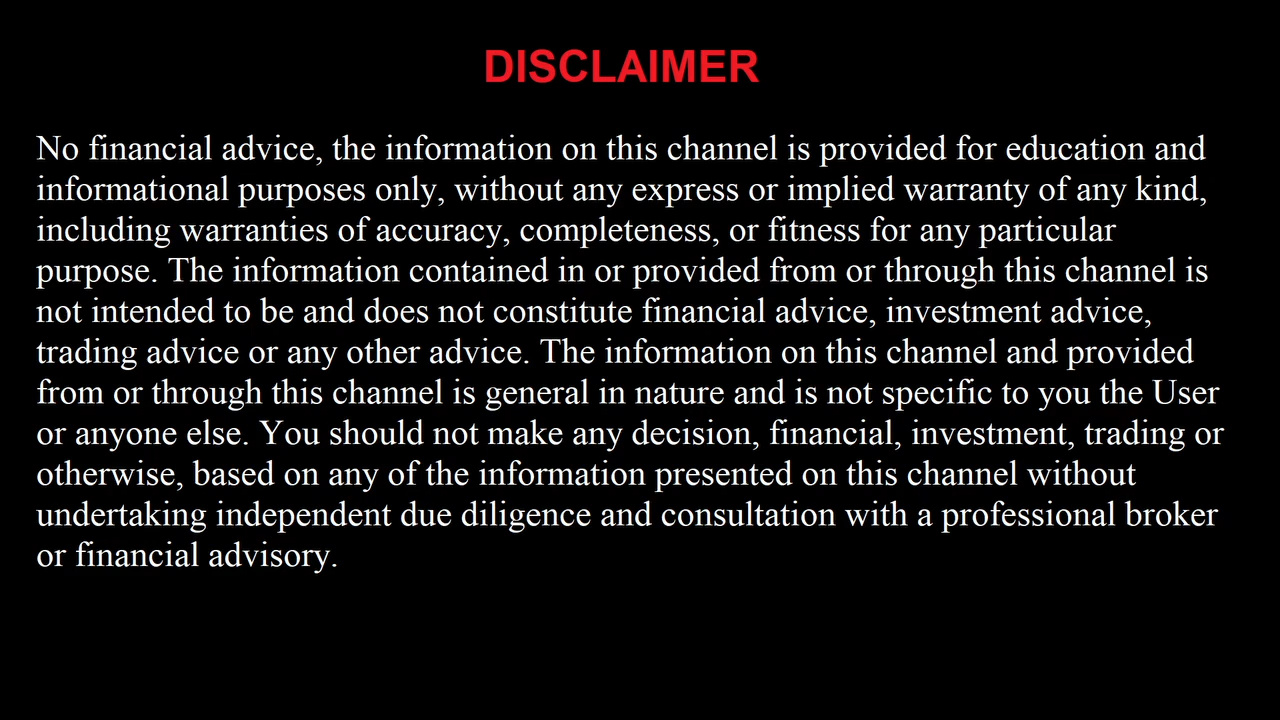 DISCLAIMER
No financial advice, the information on this channel is provided for education and
informational purposes only, without any express or implied warranty of any kind,
including warranties of accuracy, completeness, or fitness for any particular
purpose. The information contained in or provided from or through this channel is
not intended to be and does not constitute financial advice, investment advice,
trading advice or any other advice. The information on this channel and provided
from or through this channel is general in nature and is not specific to you the User
or anyone else. You should not make any decision, financial, investment, trading or
otherwise, based on any of the information presented on this channel without
undertaking independent due diligence and consultation with a professional broker
or financial advisory.